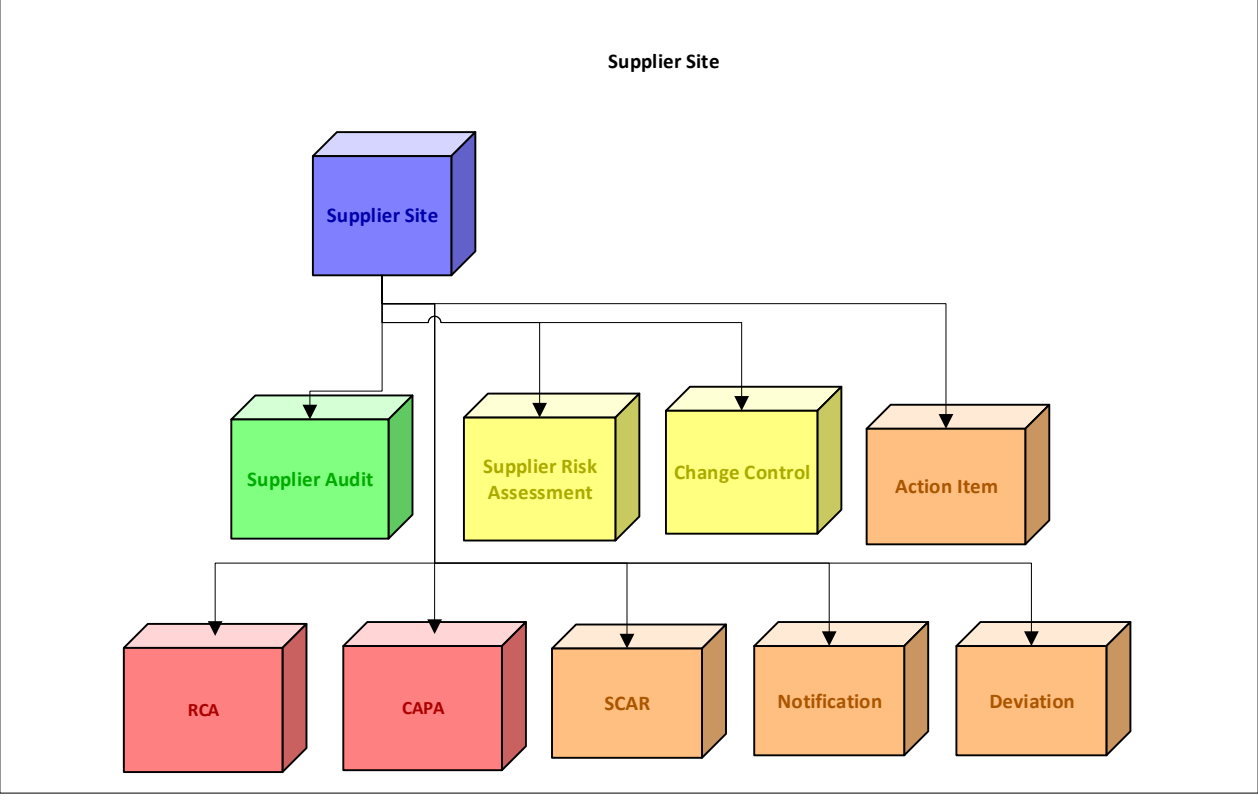 Supplier Site
Supplier Site
Supplier Audit
Supplier Risk
Assessment
Change Control
Action Item
RCA
CAPA
SCAR
Notification
Deviation